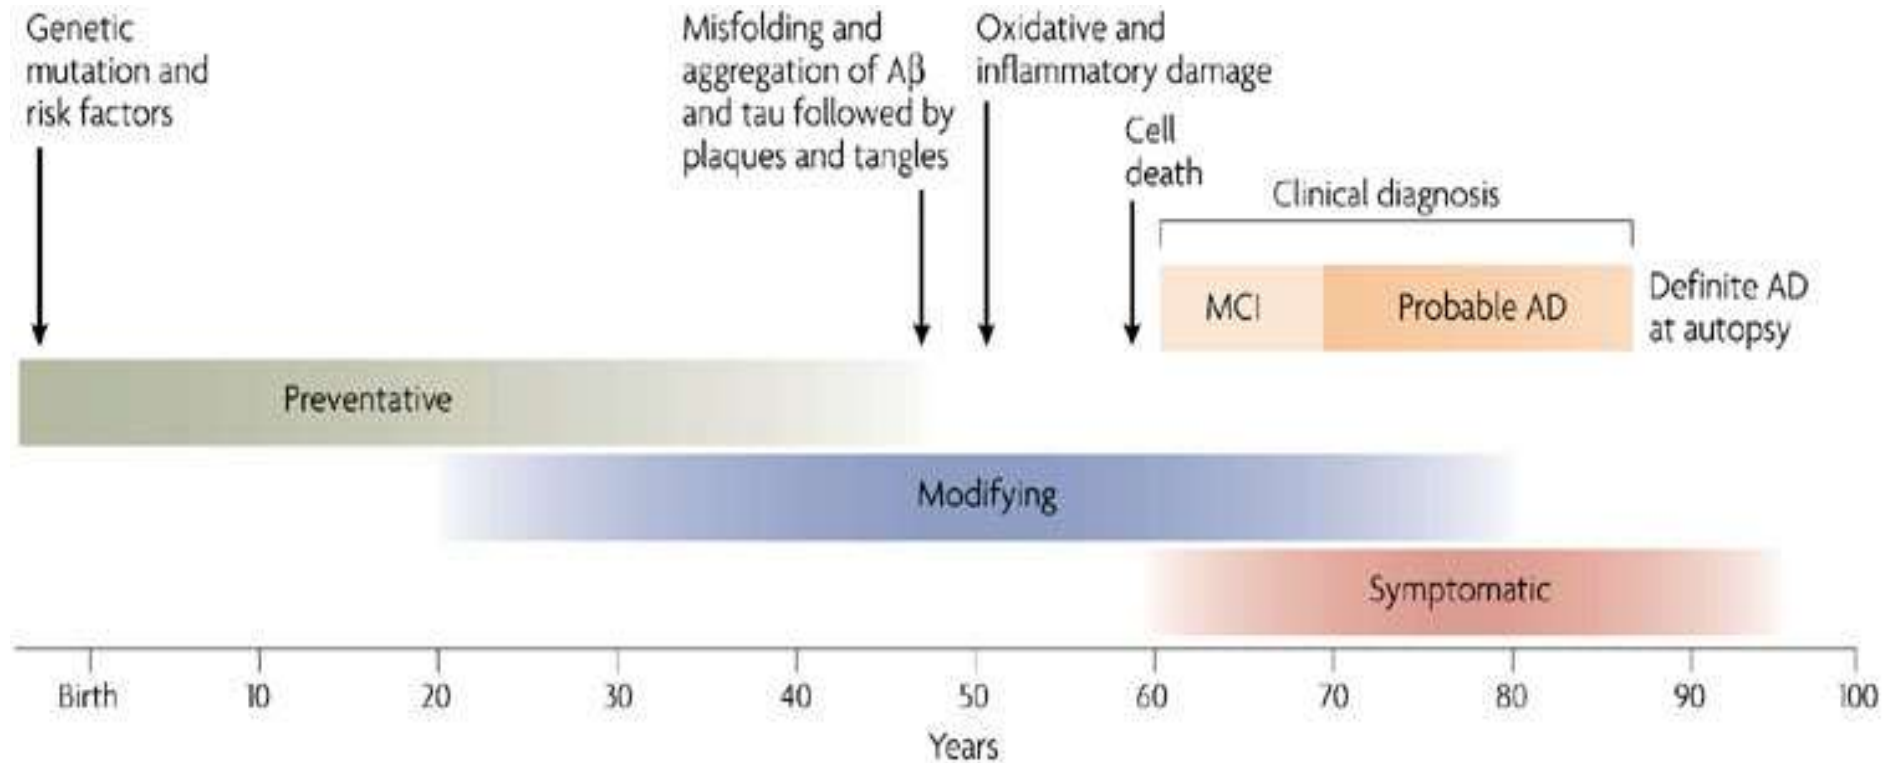 Genetic
mutation and
risk factors
Misfolding and
aggregation of Aβ
and tau followed by
plaques and tangles
Oxidative and
inflammatory damage
Cell
death
Clinical diagnosis
MCI
Probable AD
Definite AD
at autopsy
Preventative
Modifying
Symptomatic
Birth 10 20 30 40 50 60 70 80 90 100
Years